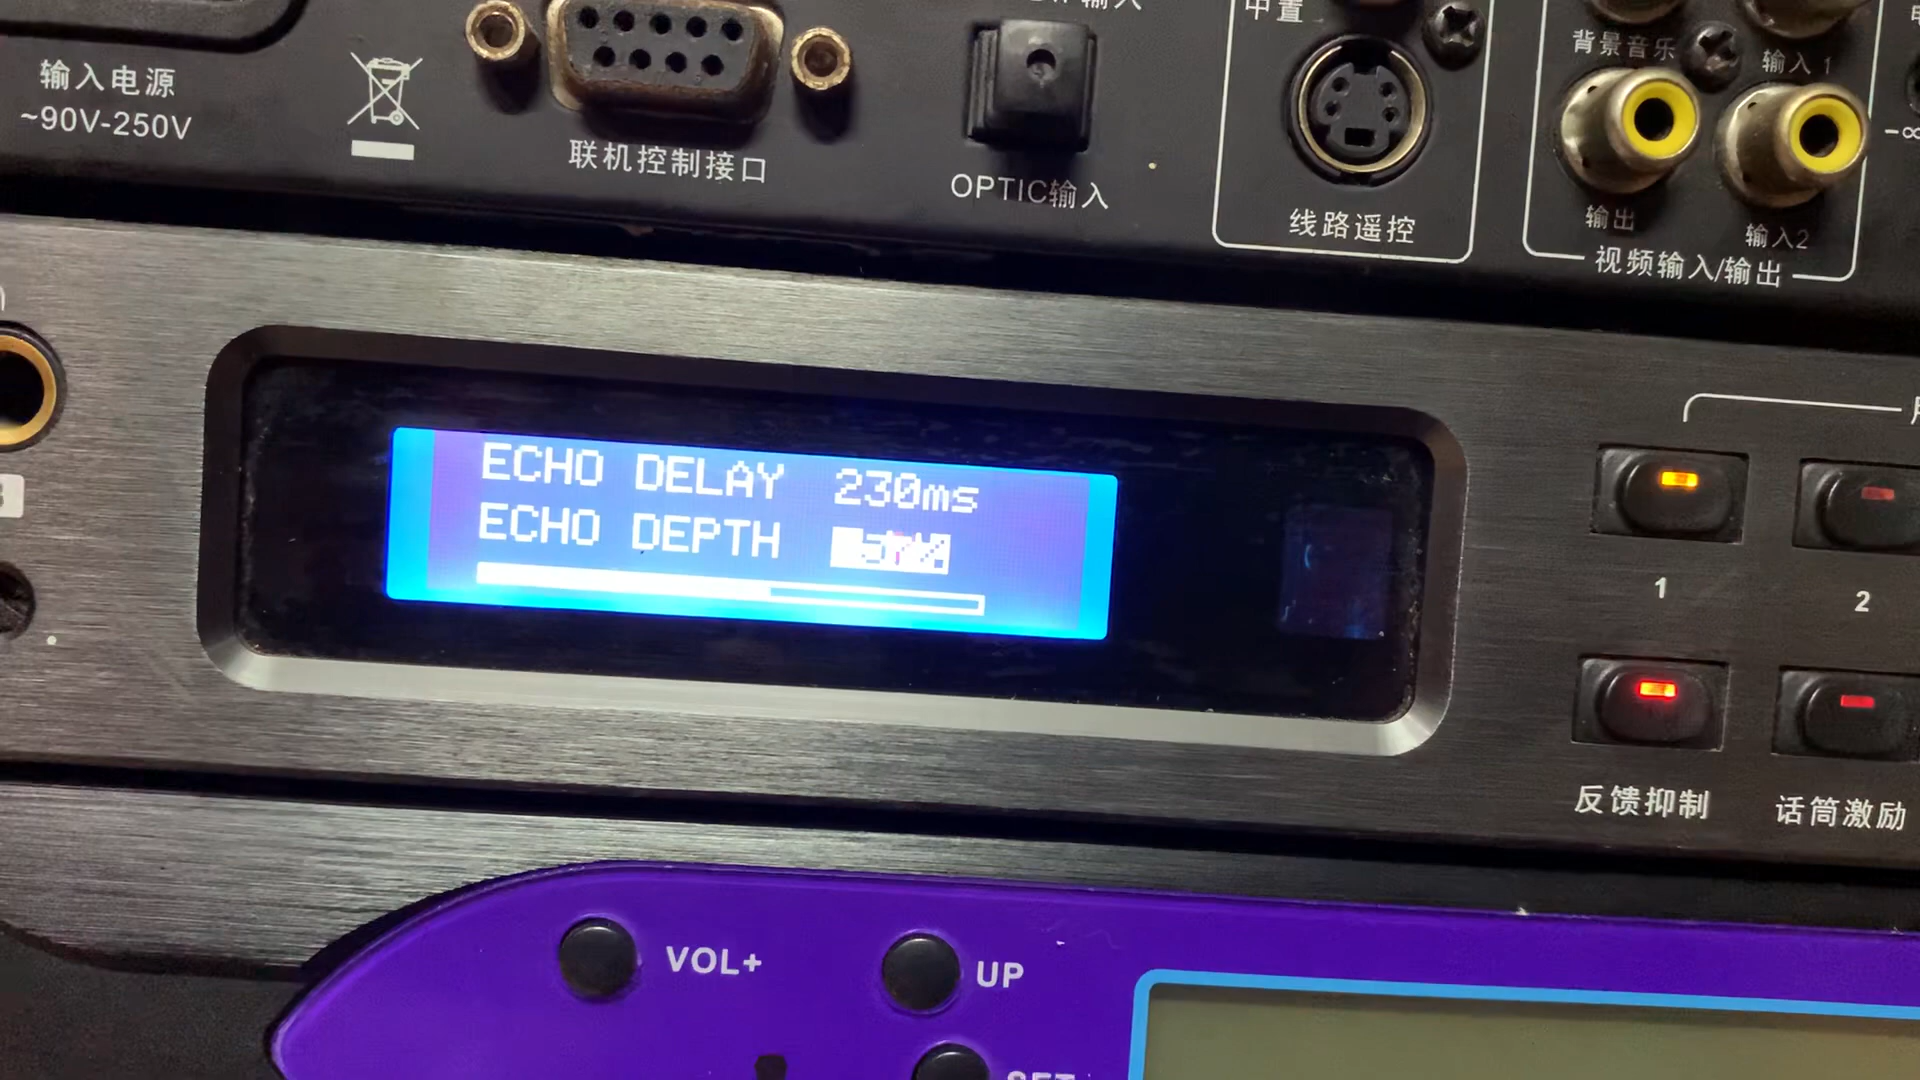 输入电源
~90V-250V
联机控制接口
OPTIC输入
中置
线路遥控
背景音乐
输入 1
输出
输入2
视频输入/输出
-∞
ECHO DELAY 230ms
ECHO DEPTH
1
2
反馈抑制
话筒激励
VOL+
UP